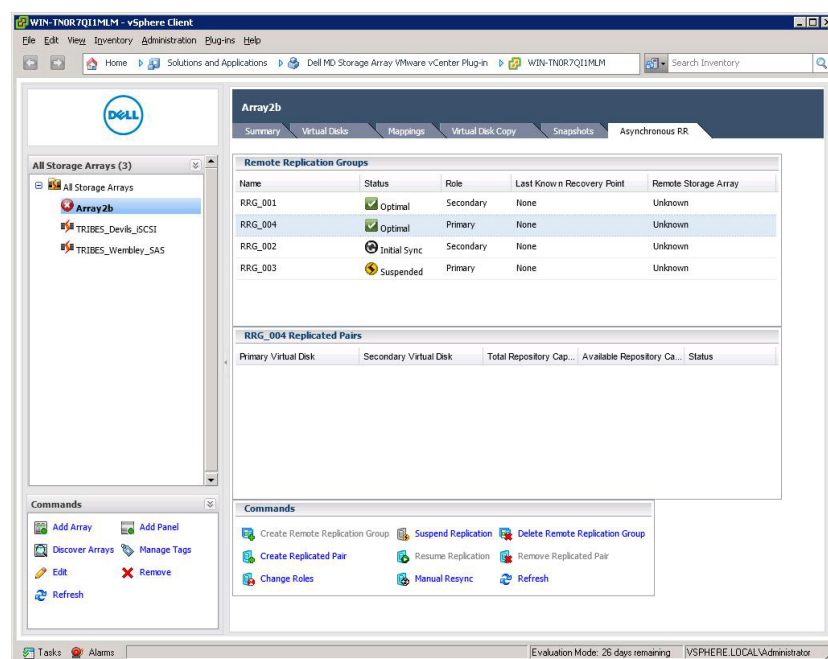 WIN-TN0R7QI1MLM - vSphere Client
File Edit View Inventory Administration Plug-ins Help
Home Solutions and Applications Dell MD Storage Array VMware vCenter Plug-in WIN-TN0R7QI1MLM Search Inventory
DELL
Array2b
Summary Virtual Disks Mappings Virtual Disk Copy Snapshots Asynchronous RR
All Storage Arrays (3)
All Storage Arrays
Array2b
TRIBES_Devils_iSCSI
TRIBES_Wembley_SAS
Remote Replication Groups
Name Status Role Last Known Recovery Point Remote Storage Array
RRG_001 Optimal Secondary None Unknown
RRG_004 Optimal Primary None Unknown
RRG_002 Initial Sync Secondary None Unknown
RRG_003 Suspended Primary None Unknown
RRG_004 Replicated Pairs
Primary Virtual Disk Secondary Virtual Disk Total Repository Cap... Available Repository Ca... Status
Commands
Add Array Add Panel
Discover Arrays Manage Tags
Edit Remove
Refresh
Commands
Create Remote Replication Group Suspend Replication Delete Remote Replication Group
Create Replicated Pair Resume Replication Remove Replicated Pair
Change Roles Manual Resync Refresh
Tasks Alarms Evaluation Mode: 26 days remaining VSPHERE.LOCAL\Administrator